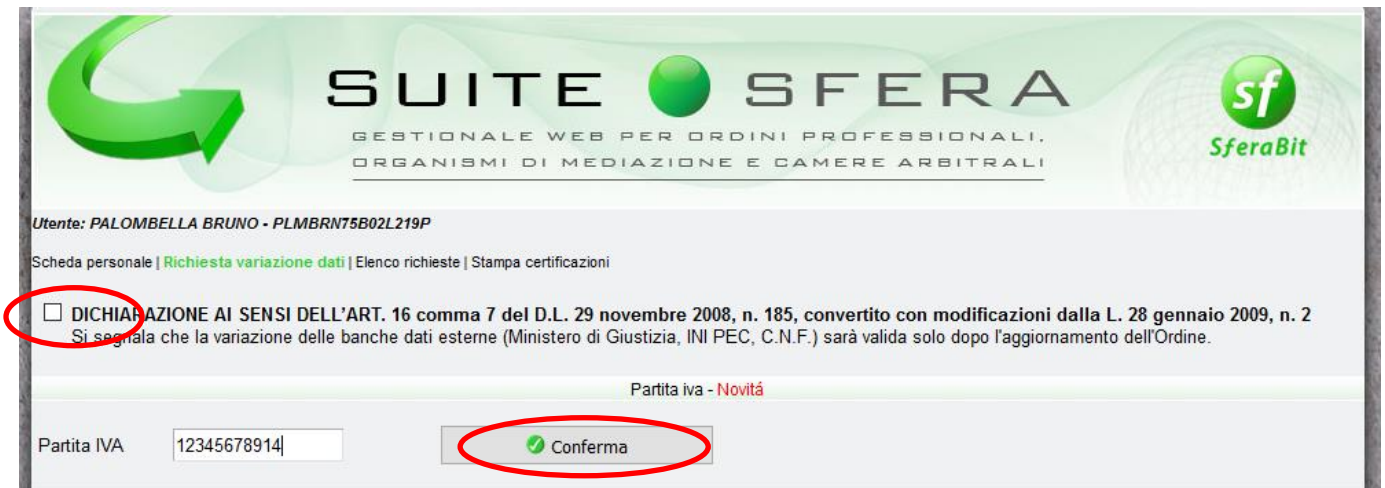 SUITE SFERA
GESTIONALE WEB PER ORDINI PROFESSIONALI,
ORGANISMI DI MEDIAZIONE E CAMERE ARBITRALI
sf
SferaBit
Utente: PALOMBELLA BRUNO - PLMBRN75B02L219P
Scheda personale | Richiesta variazione dati | Elenco richieste | Stampa certificazioni
DICHIARAZIONE AI SENSI DELL'ART. 16 comma 7 del D.L. 29 novembre 2008, n. 185, convertito con modificazioni dalla L. 28 gennaio 2009, n. 2
Si segnala che la variazione delle banche dati esterne (Ministero di Giustizia, INI PEC, C.N.F.) sarà valida solo dopo l'aggiornamento dell'Ordine.
Partita iva - Novitá
Partita IVA 12345678914 Conferma